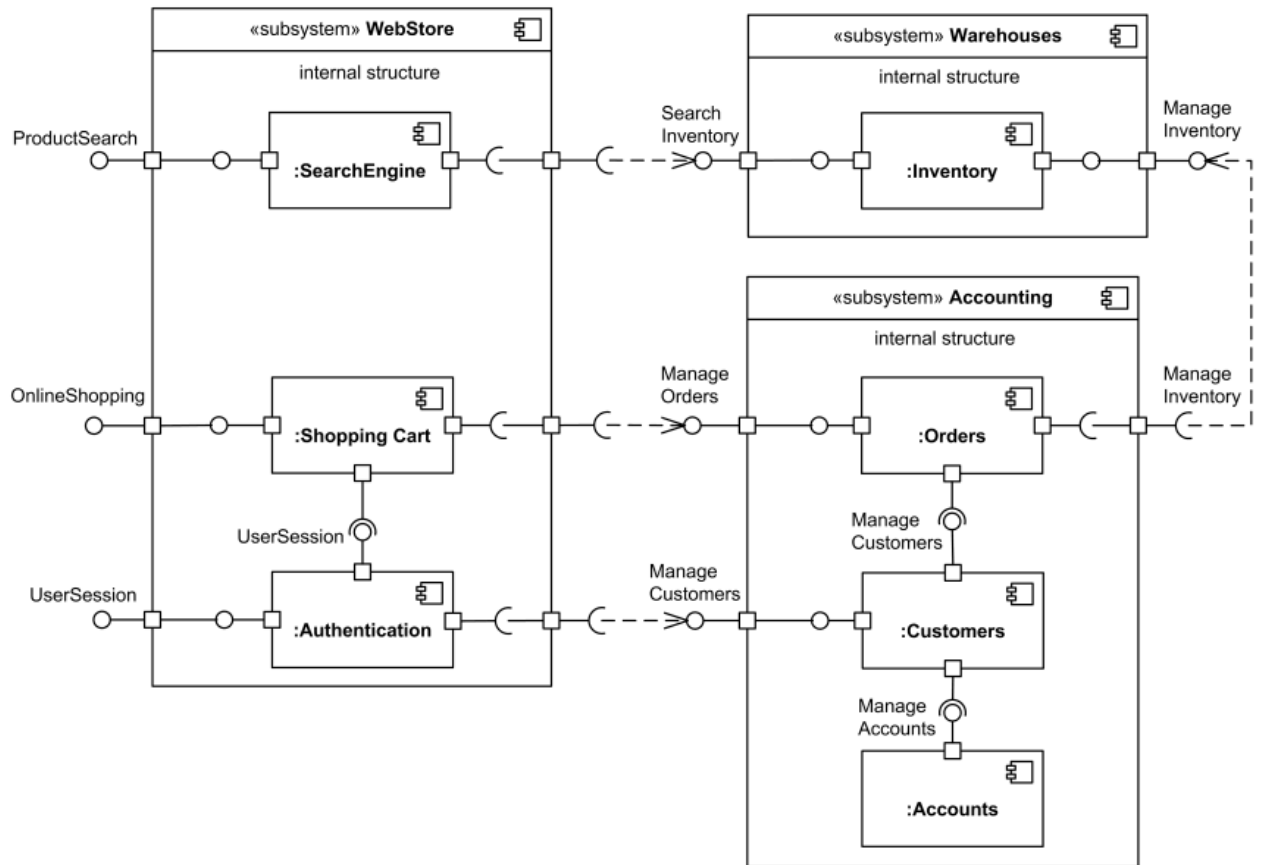 «subsystem» WebStore
internal structure
ProductSearch
:SearchEngine
OnlineShopping
:Shopping Cart
UserSession
UserSession
:Authentication
«subsystem» Warehouses
internal structure
Search
Inventory
:Inventory
Manage
Inventory
«subsystem» Accounting
internal structure
Manage
Orders
:Orders
Manage
Inventory
Manage
Customers
Manage
Customers
:Customers
Manage
Accounts
:Accounts